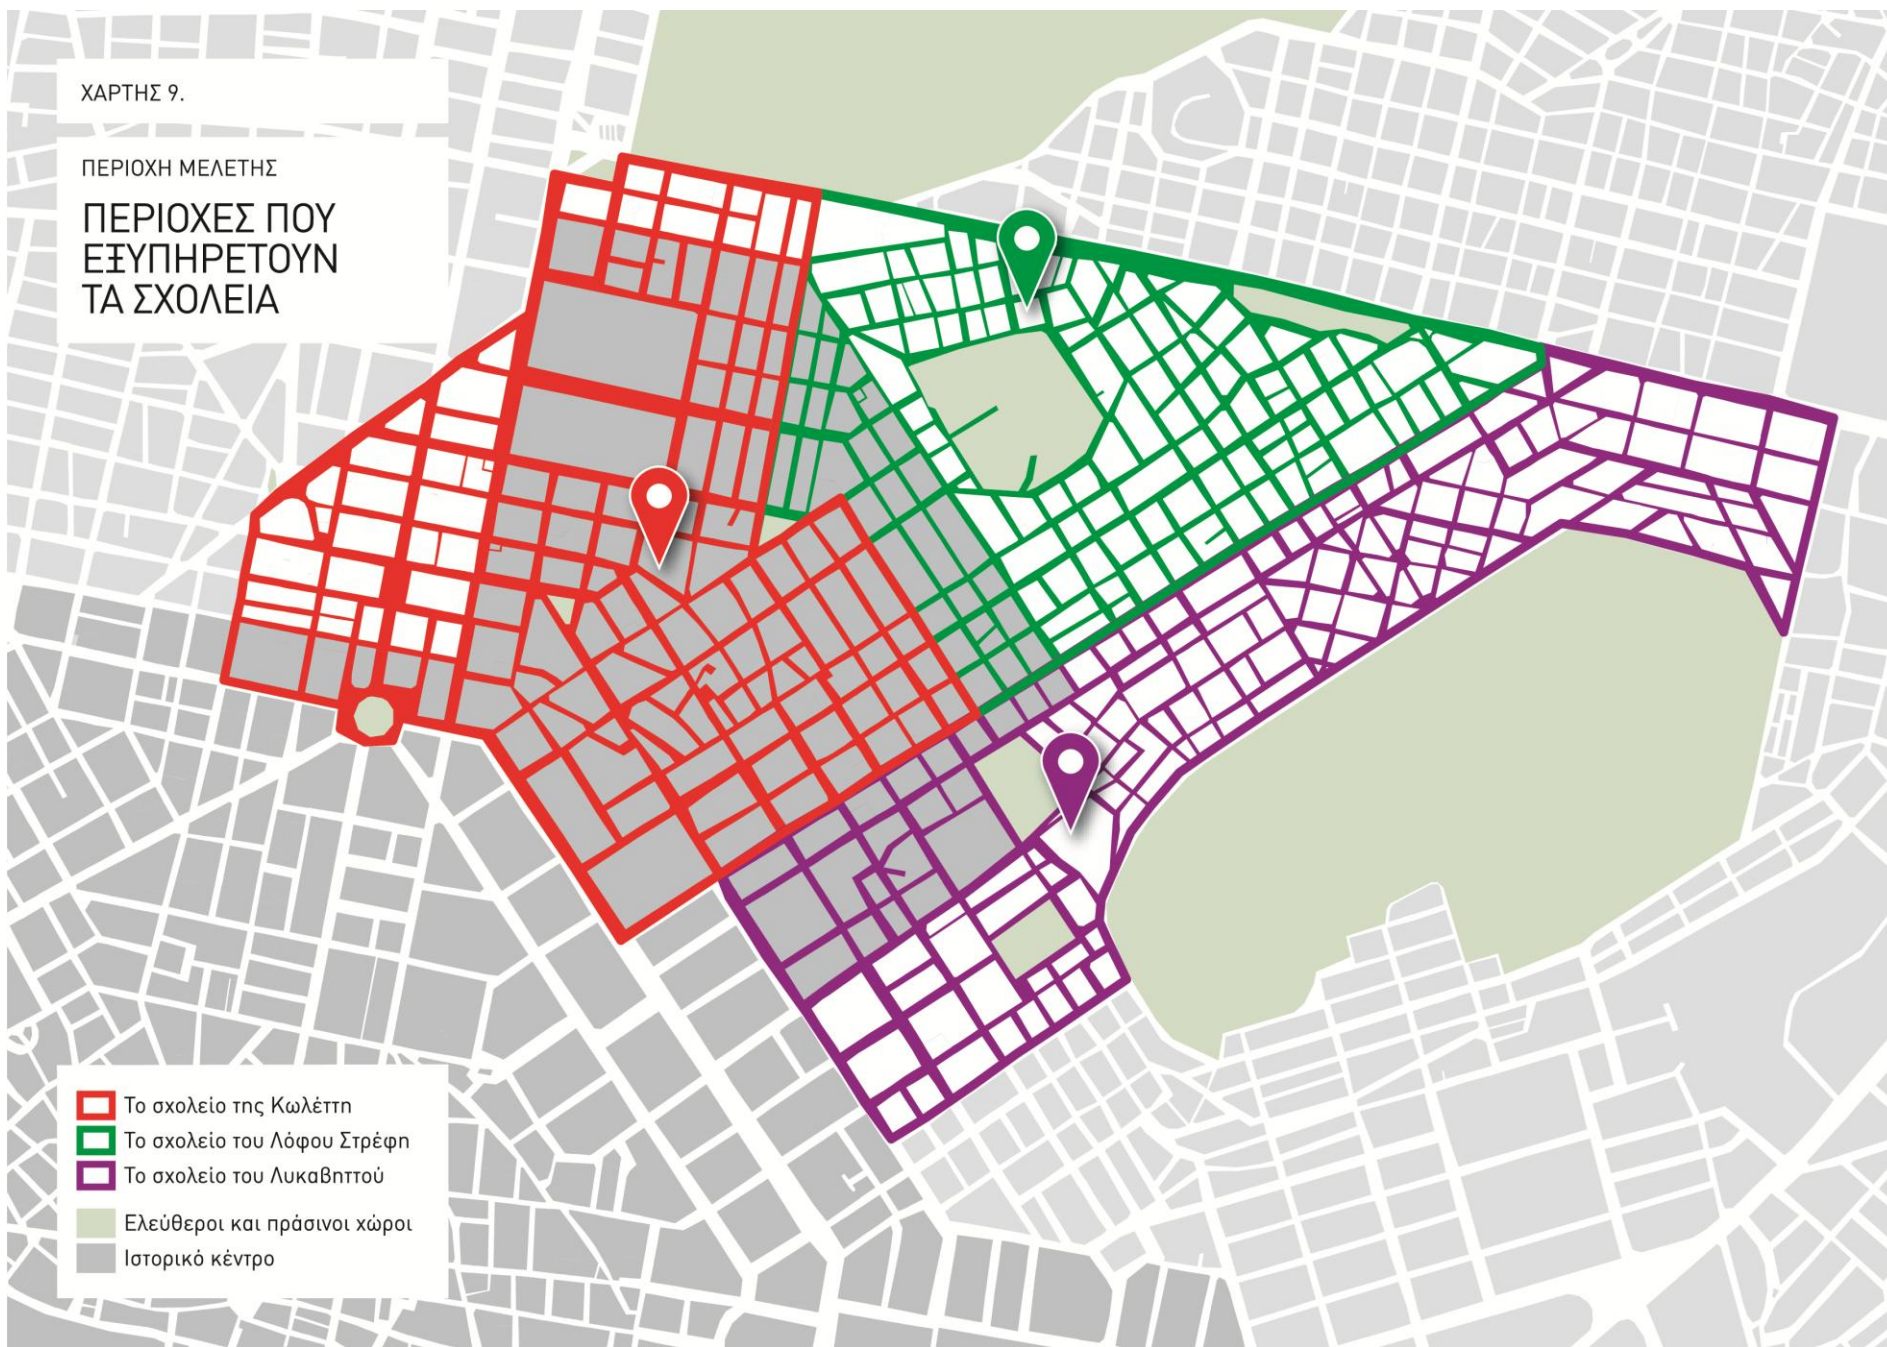 ΧΑΡΤΗΣ 9.
ΠΕΡΙΟΧΗ ΜΕΛΕΤΗΣ
ΠΕΡΙΟΧΕΣ ΠΟΥ
ΕΞΥΠΗΡΕΤΟΥΝ
ΤΑ ΣΧΟΛΕΙΑ
Το σχολείο της Κωλέττη
Το σχολείο του Λόφου Στρέφη
Το σχολείο του Λυκαβηττού
Ελεύθεροι και πράσινοι χώροι
Ιστορικό κέντρο